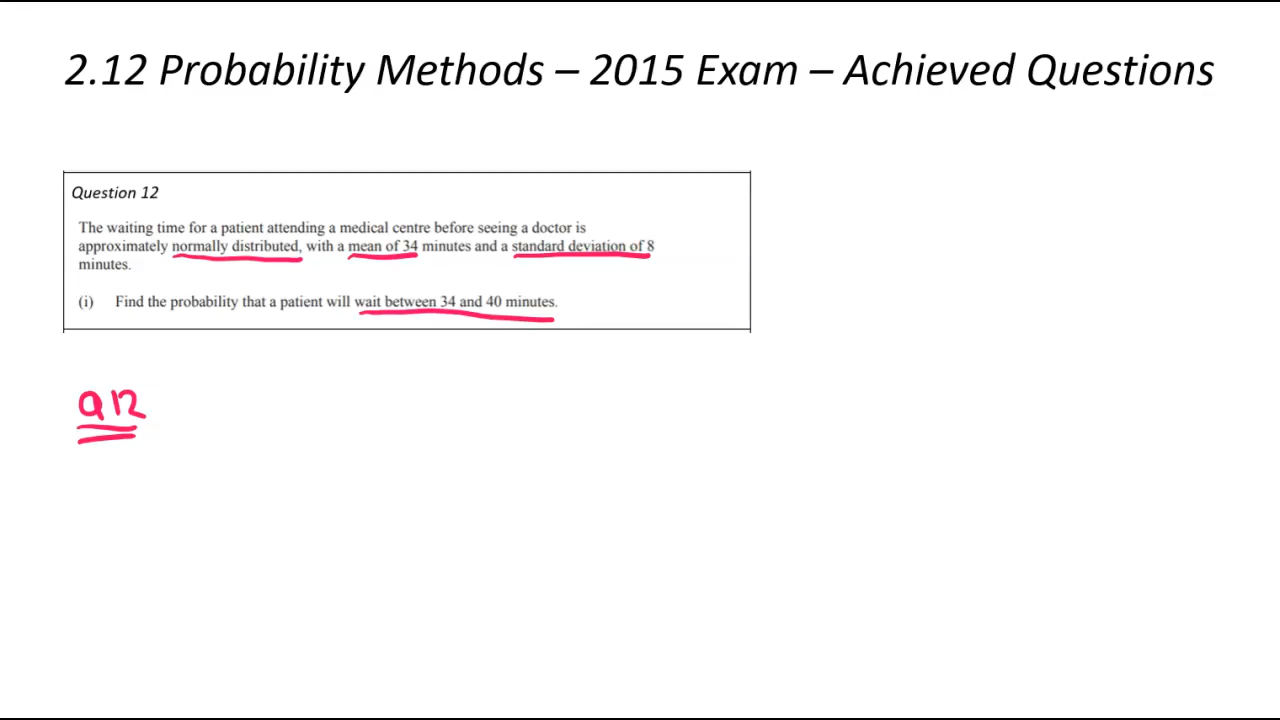 2.12 Probability Methods – 2015 Exam – Achieved Questions
Question 12
The waiting time for a patient attending a medical centre before seeing a doctor is
approximately normally distributed, with a mean of 34 minutes and a standard deviation of 8
minutes.
(i) Find the probability that a patient will wait between 34 and 40 minutes.
Q12